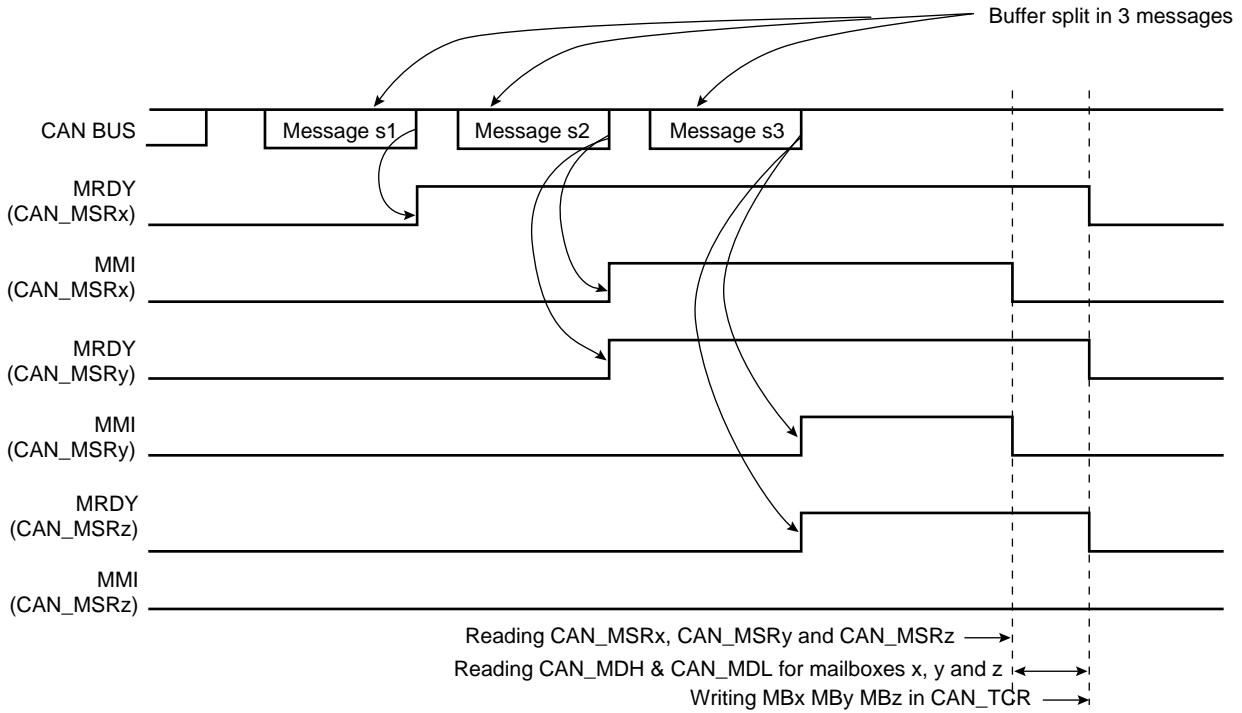 Buffer split in 3 messages
CAN BUS
Message s1
Message s2
Message s3
MRDY
(CAN_MSRx)
MMI
(CAN_MSRx)
MRDY
(CAN_MSRy)
MMI
(CAN_MSRy)
MRDY
(CAN_MSRz)
MMI
(CAN_MSRz)
Reading CAN_MSRx, CAN_MSRy and CAN_MSRz
Reading CAN_MDH & CAN_MDL for mailboxes x, y and z
Writing MBx MBy MBz in CAN_TCR